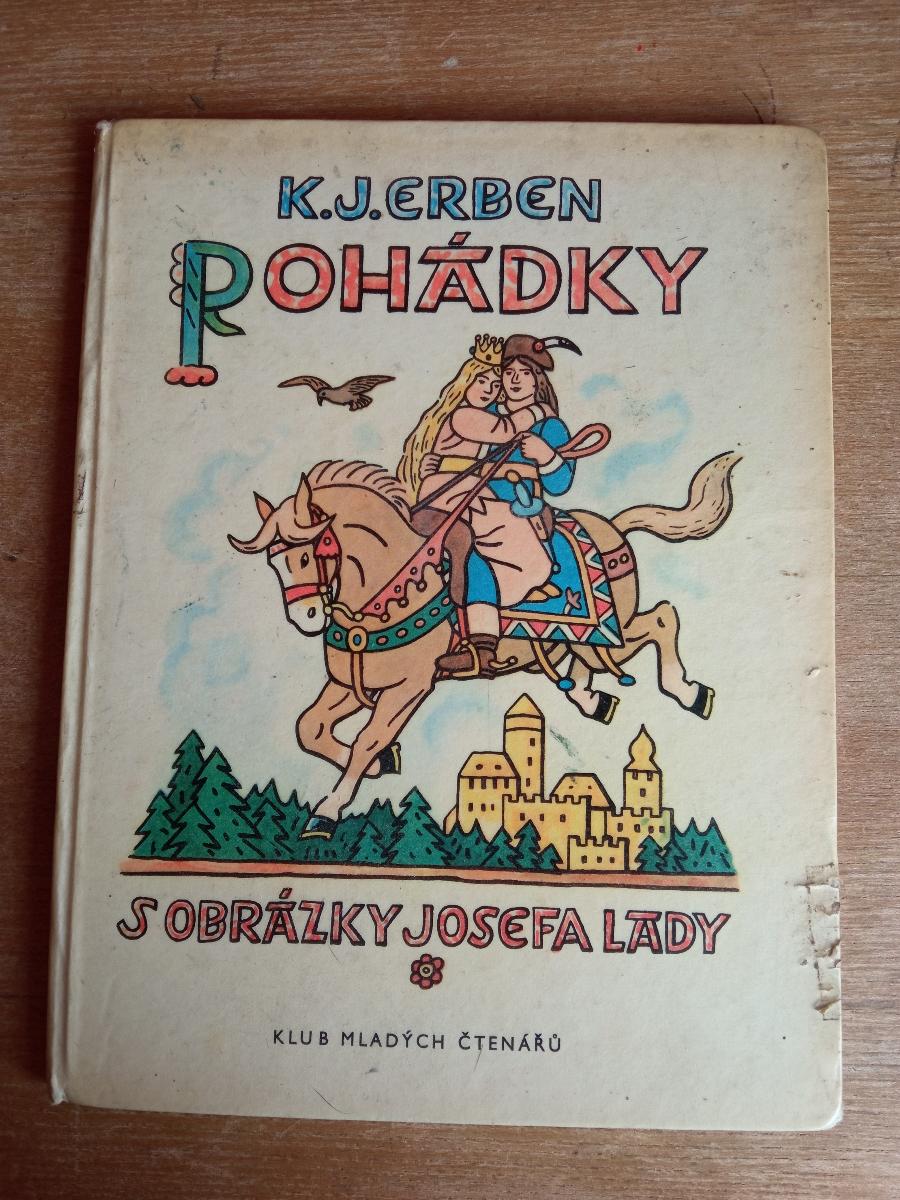 K.J.ERBEN
POHÁDKY
S OBRÁZKY JOSEFA LADY
KLUB MLADÝCH ČTENÁŘŮ